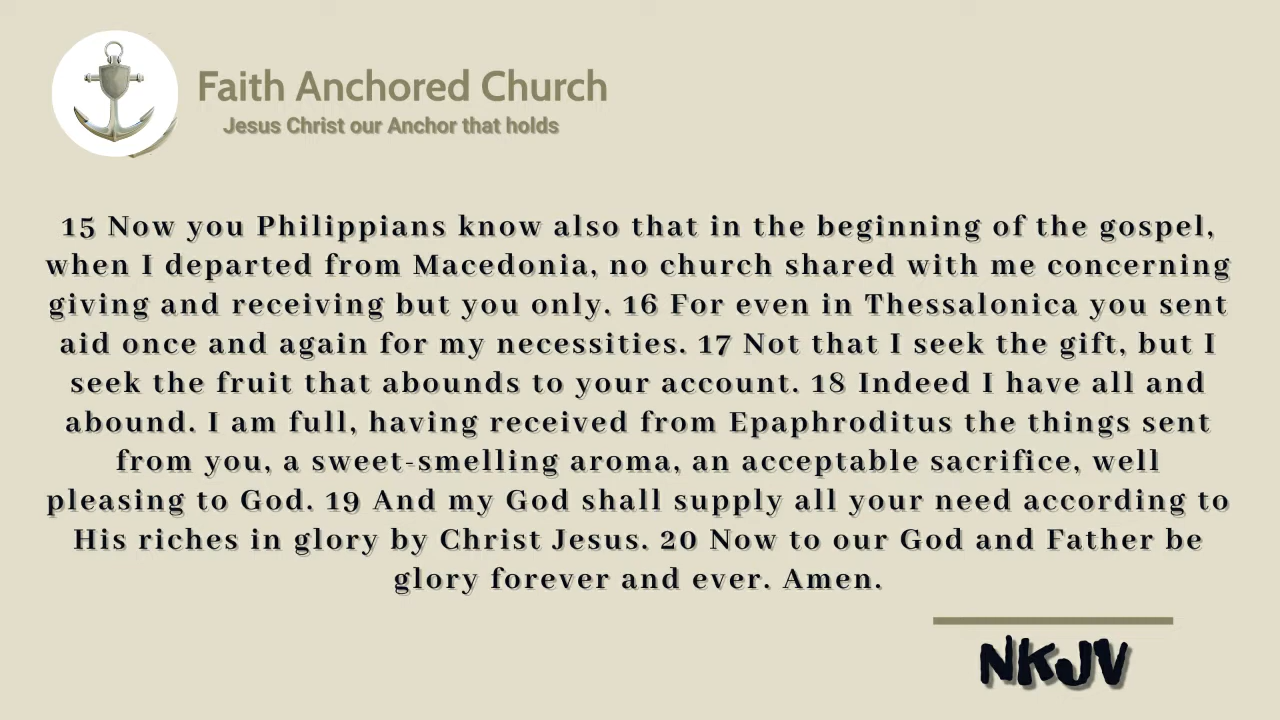 Faith Anchored Church
Jesus Christ our Anchor that holds
15 Now you Philippians know also that in the beginning of the gospel,
when I departed from Macedonia, no church shared with me concerning
giving and receiving but you only. 16 For even in Thessalonica you sent
aid once and again for my necessities. 17 Not that I seek the gift, but I
seek the fruit that abounds to your account. 18 Indeed I have all and
abound. I am full, having received from Epaphroditus the things sent
from you, a sweet-smelling aroma, an acceptable sacrifice, well
pleasing to God. 19 And my God shall supply all your need according to
His riches in glory by Christ Jesus. 20 Now to our God and Father be
glory forever and ever. Amen.
NKJV